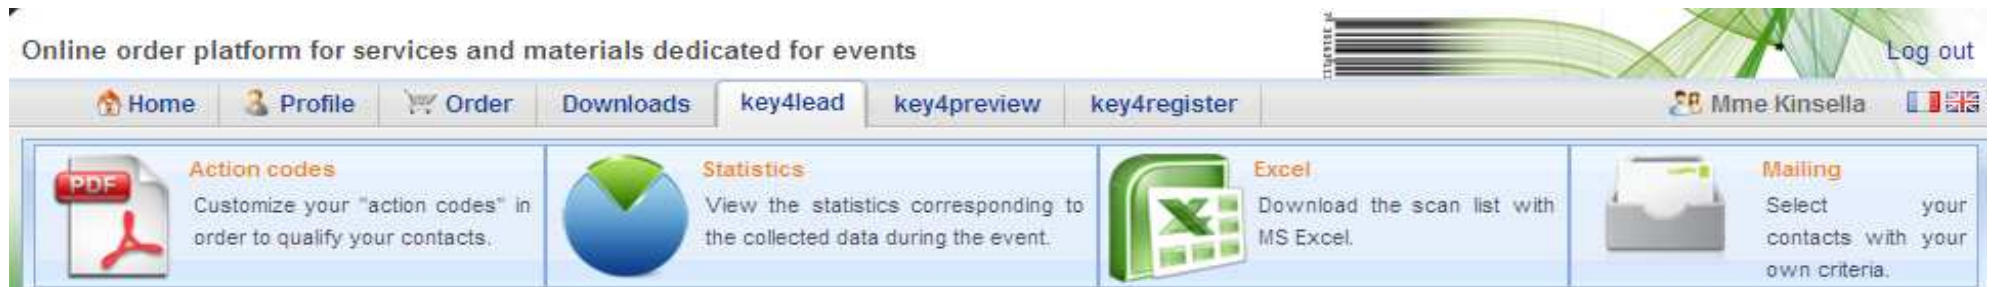 Online order platform for services and materials dedicated for events
Log out
Home Profile Order Downloads key4lead key4preview key4register Mme Kinsella
PDF
Action codes
Customize your "action codes" in
order to qualify your contacts.
Statistics
View the statistics corresponding to
the collected data during the event.
Excel
Download the scan list with
MS Excel.
Mailing
Select your
contacts with your
own criteria.